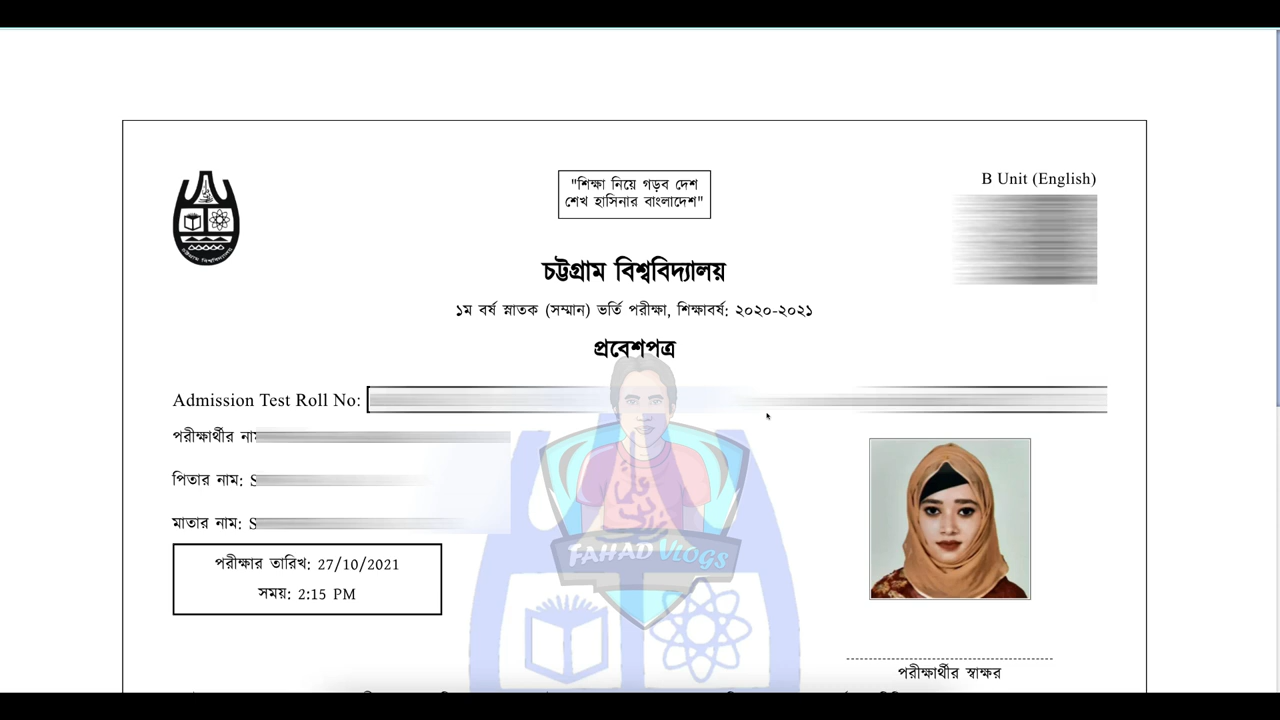 "শিক্ষা নিয়ে গড়ব দেশ
শেখ হাসিনার বাংলাদেশ"
B Unit (English)
চট্টগ্রাম বিশ্ববিদ্যালয়
১ম বর্ষ স্নাতক (সম্মান) ভর্তি পরীক্ষা, শিক্ষাবর্ষ: ২০২০-২০২১
প্রবেশপত্র
Admission Test Roll No:
পরীক্ষার্থীর
পিতার নাম: S
মাতার নাম: S
পরীক্ষার তারিখ: 27/10/2021
সময়: 2:15 PM
FAHAD VLOGS
পরীক্ষার্থীর স্বাক্ষর